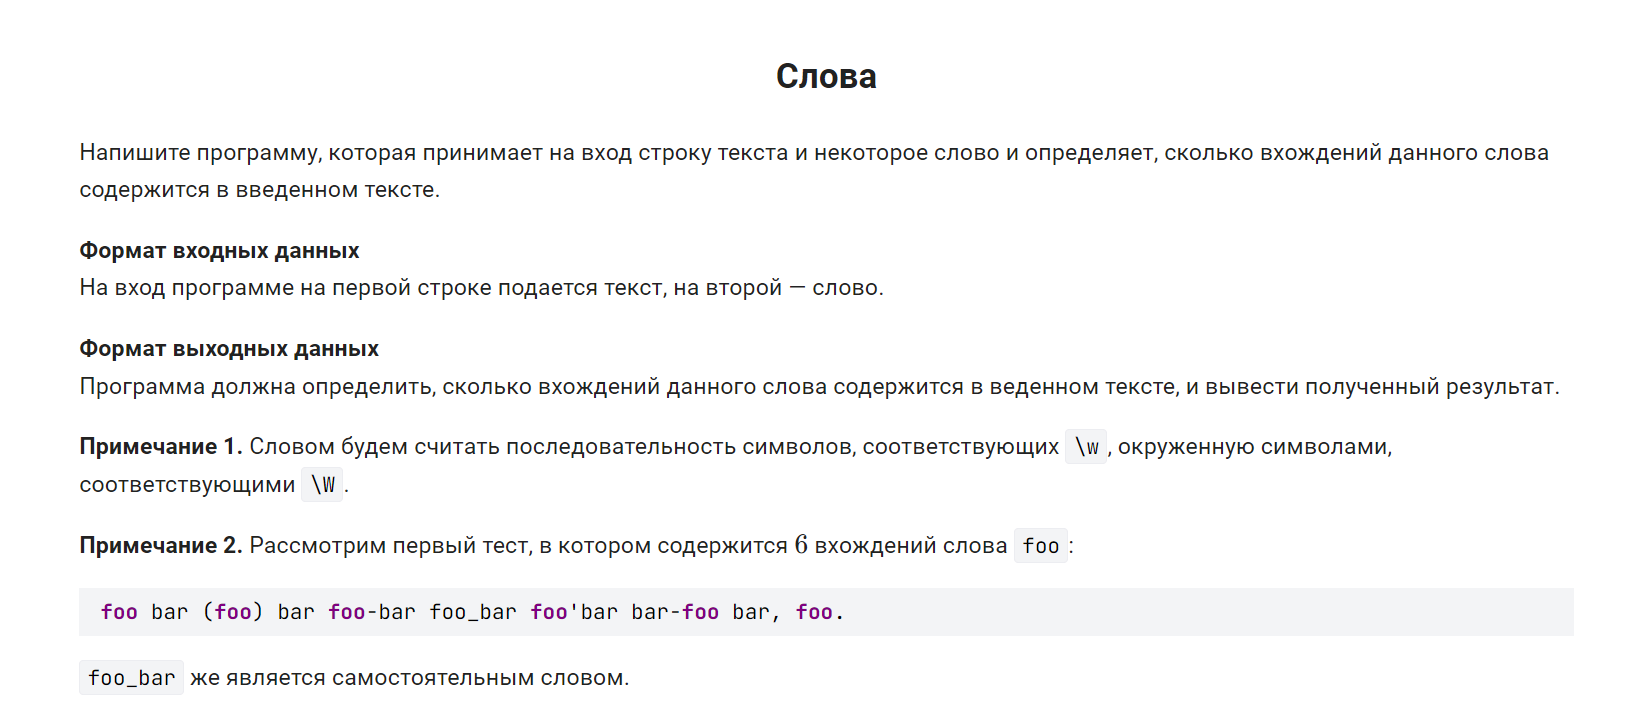 Слова
Напишите программу, которая принимает на вход строку текста и некоторое слово и определяет, сколько вхождений данного слова
содержится в введенном тексте.
Формат входных данных
На вход программе на первой строке подается текст, на второй — слово.
Формат выходных данных
Программа должна определить, сколько вхождений данного слова содержится в веденном тексте, и вывести полученный результат.
Примечание 1. Словом будем считать последовательность символов, соответствующих \w, окруженную символами,
соответствующими \W.
Примечание 2. Рассмотрим первый тест, в котором содержится 6 вхождений слова foo:
foo bar (foo) bar foo-bar foo_bar foo'bar bar-foo bar, foo.
foo_bar же является самостоятельным словом.